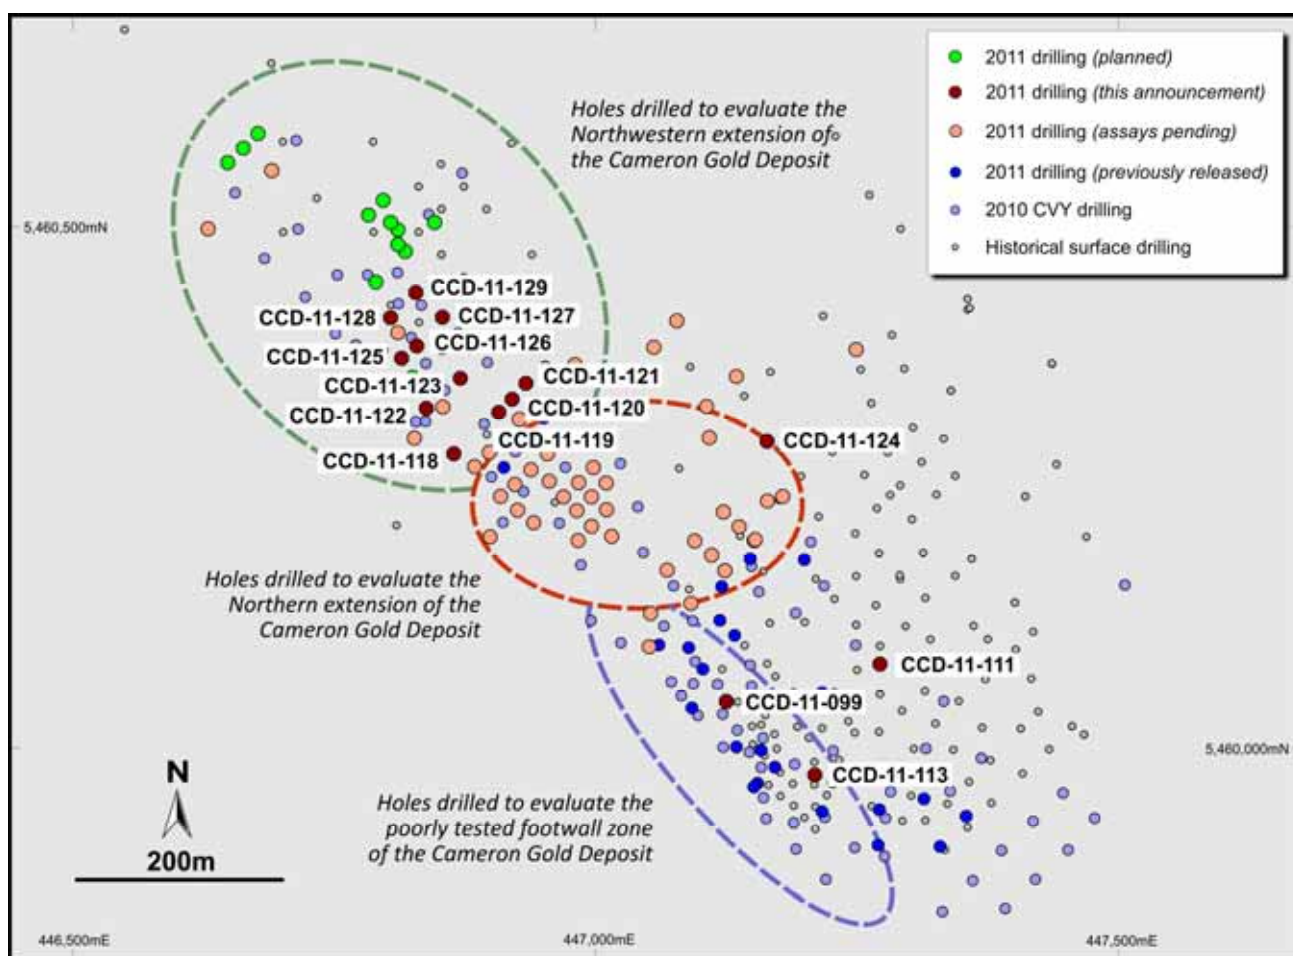 2011 drilling (planned)
2011 drilling (this announcement)
2011 drilling (assays pending)
2011 drilling (previously released)
2010 CVY drilling
Historical surface drilling
Holes drilled to evaluate the
Northwestern extension of
the Cameron Gold Deposit
5,460,500mN
CCD-11-129
CCD-11-128
CCD-11-127
CCD-11-126
CCD-11-125
CCD-11-123
CCD-11-121
CCD-11-122
CCD-11-120
CCD-11-119
CCD-11-124
CCD-11-118
Holes drilled to evaluate the
Northern extension of the
Cameron Gold Deposit
CCD-11-111
CCD-11-099
5,460,000mN
CCD-11-113
N
200m
Holes drilled to evaluate the
poorly tested footwall zone
of the Cameron Gold Deposit
446,500mE
447,000mE
447,500mE